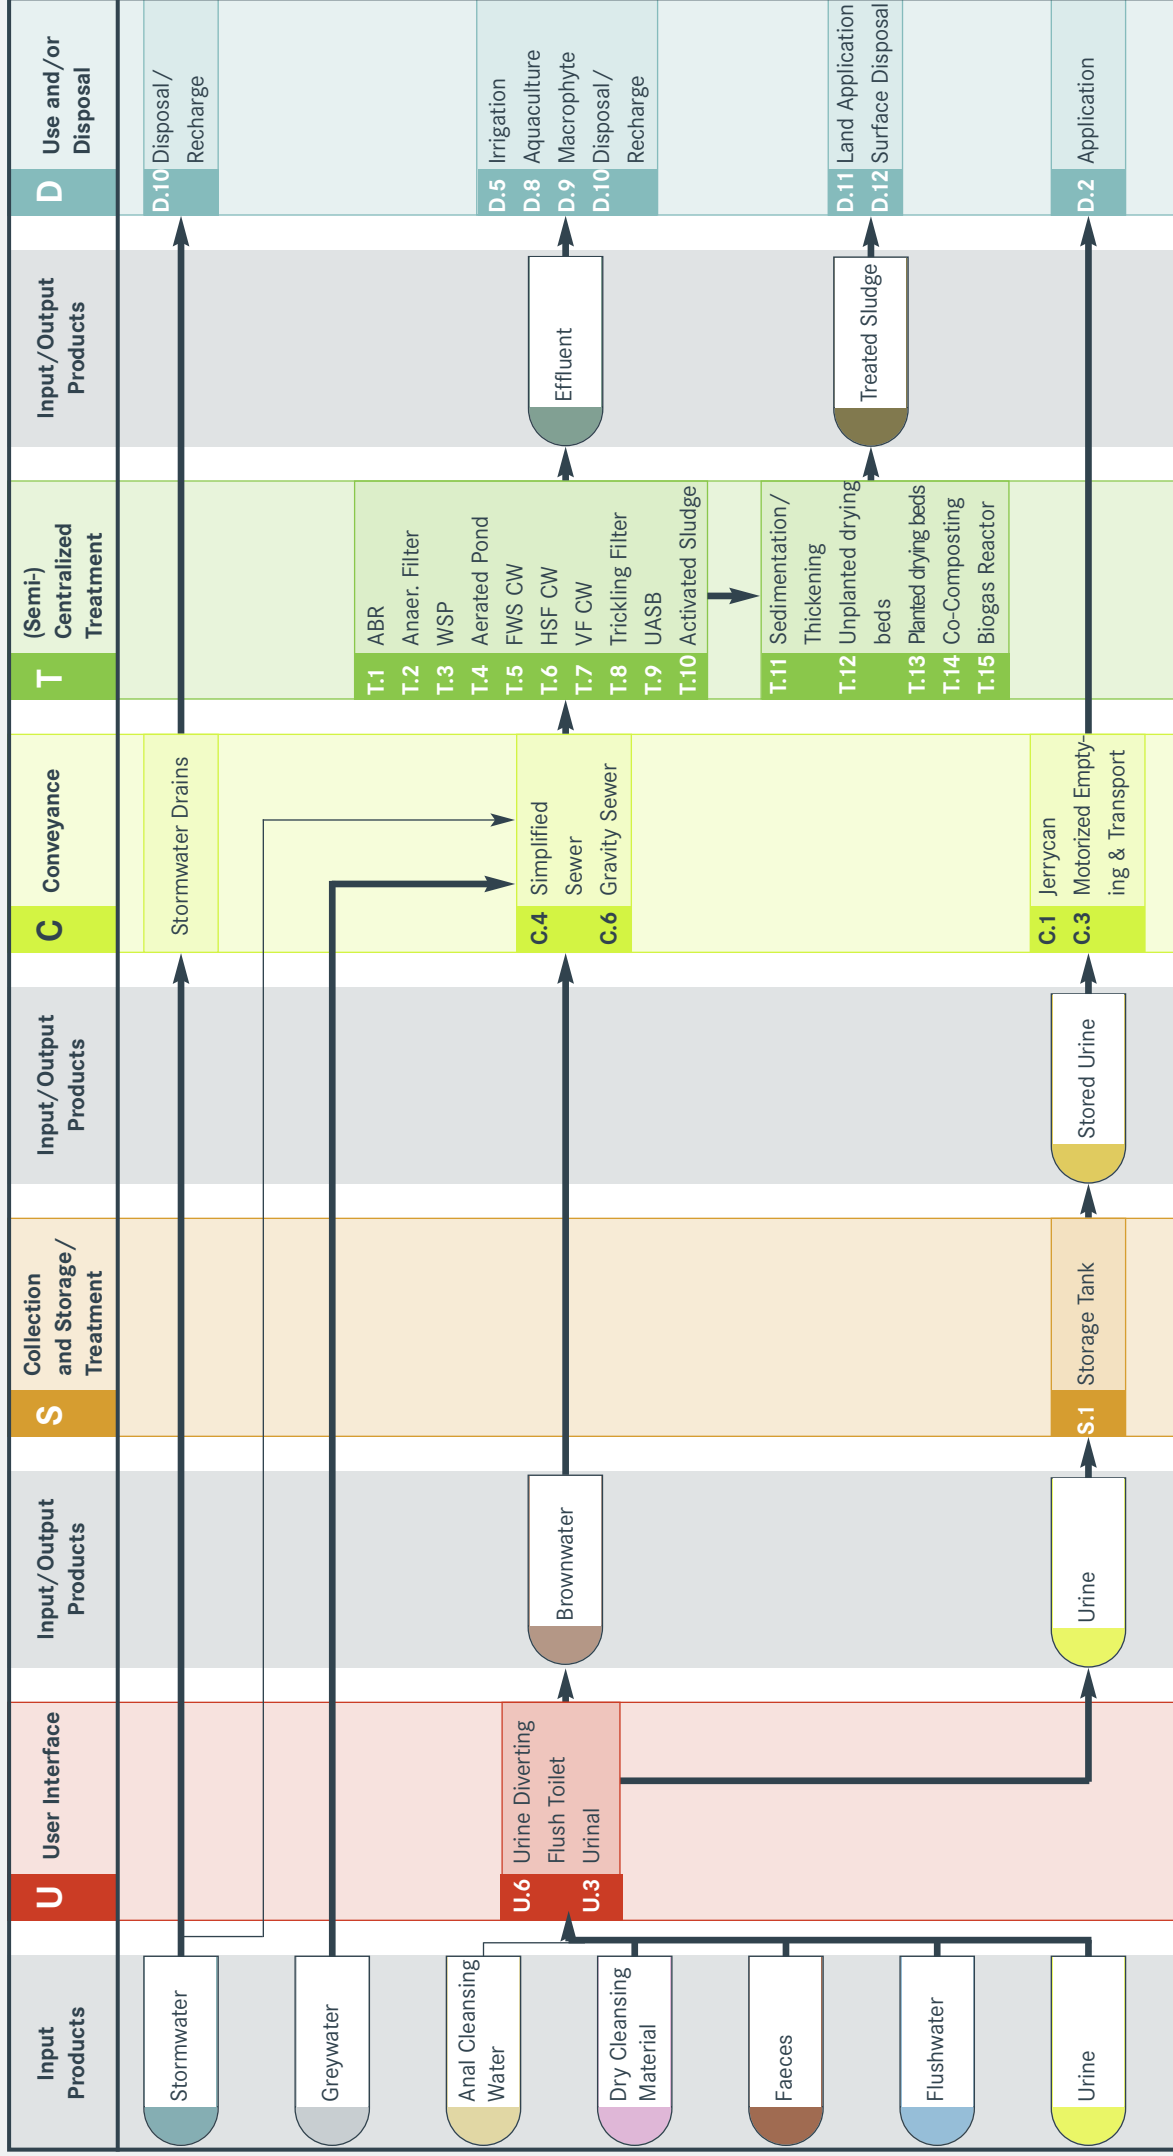 Input
Products
U User Interface
Input/Output
Products
S Collection
and Storage/
Treatment
Input/Output
Products
C Conveyance
T (Semi-)
Centralized
Treatment
Input/Output
Products
D Use and/or
Disposal
Stormwater
Stormwater Drains
D.10 Disposal/
Recharge
Greywater
Anal Cleansing
Water
Dry Cleansing
Material
Faeces
Flushwater
Urine
U.6 Urine Diverting
Flush Toilet
U.3 Urinal
Brownwater
Urine
S.1 Storage Tank
Stored Urine
C.4 Simplified
Sewer
C.6 Gravity Sewer
C.1 Jerrycan
C.3 Motorized Empty-
ing & Transport
T.1 ABR
T.2 Anaer. Filter
T.3 WSP
T.4 Aerated Pond
T.5 FWS CW
T.6 HSF CW
T.7 VF CW
T.8 Trickling Filter
T.9 UASB
T.10 Activated Sludge
T.11 Sedimentation/
Thickening
T.12 Unplanted drying
beds
T.13 Planted drying beds
T.14 Co-Composting
T.15 Biogas Reactor
Effluent
Treated Sludge
D.5 Irrigation
D.8 Aquaculture
D.9 Macrophyte
D.10 Disposal/
Recharge
D.11 Land Application
D.12 Surface Disposal
D.2 Application